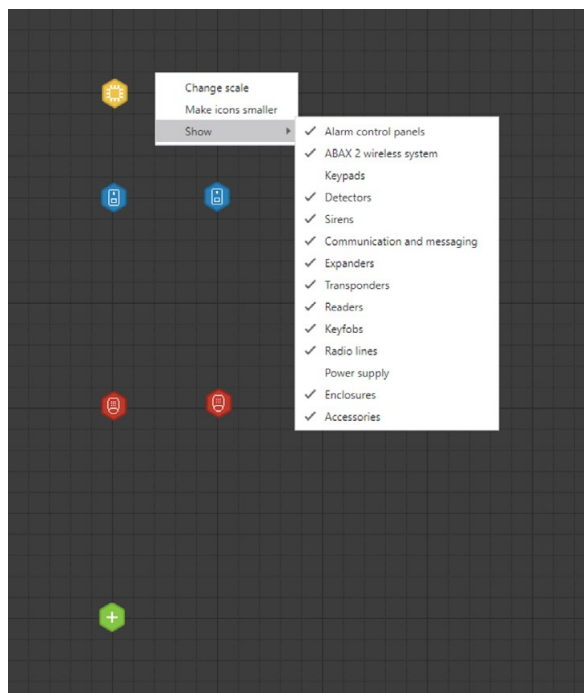 Change scale
Make icons smaller
Show
Alarm control panels
ABAX 2 wireless system
Keypads
Detectors
Sirens
Communication and messaging
Expanders
Transponders
Readers
Keyfobs
Radio lines
Power supply
Enclosures
Accessories